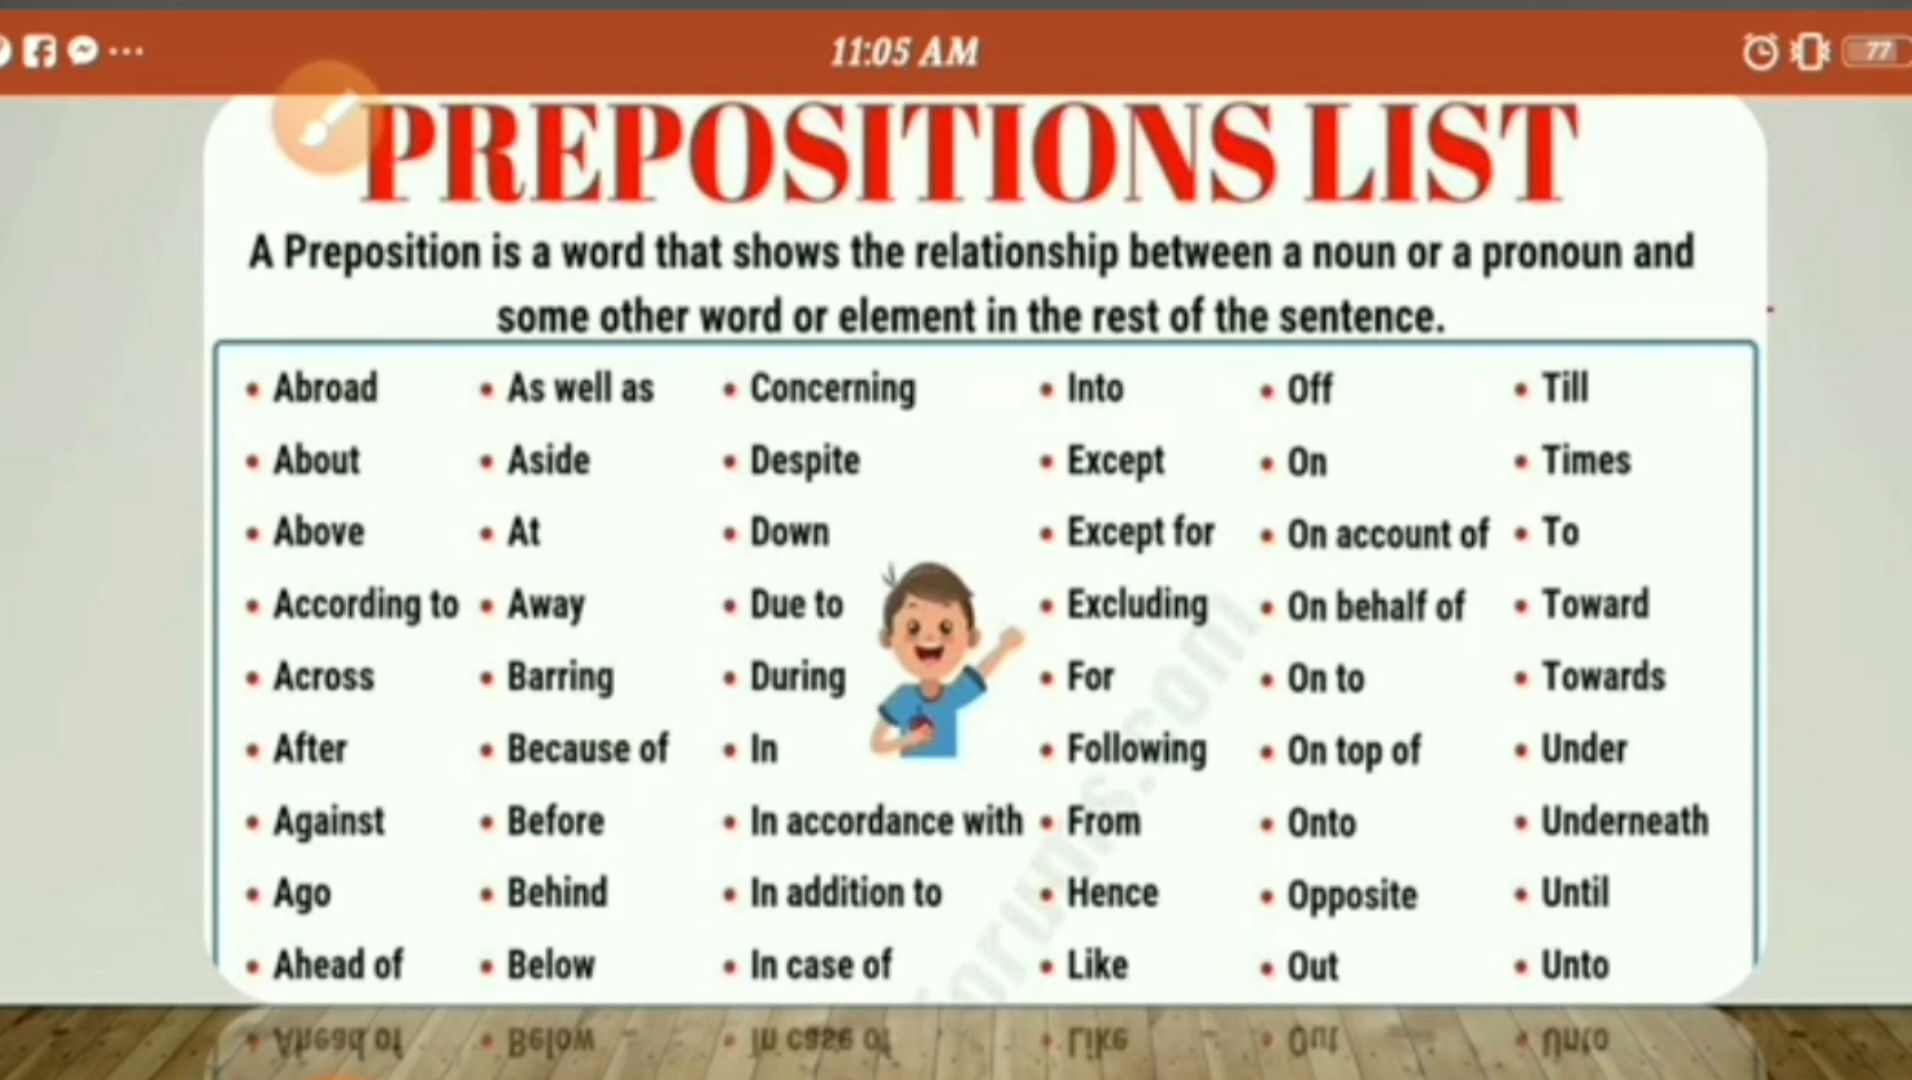 11:05 AM
77
PREPOSITIONS LIST
A Preposition is a word that shows the relationship between a noun or a pronoun and
some other word or element in the rest of the sentence.
• Abroad • As well as • Concerning • Into • Off • Till
• About • Aside • Despite • Except • On • Times
• Above • At • Down • Except for • On account of • To
• According to • Away • Due to • Excluding • On behalf of • Toward
• Across • Barring • During • For • On to • Towards
• After • Because of • In • Following • On top of • Under
• Against • Before • In accordance with • From • Onto • Underneath
• Ago • Behind • In addition to • Hence • Opposite • Until
• Ahead of • Below • In case of • Like • Out • Unto